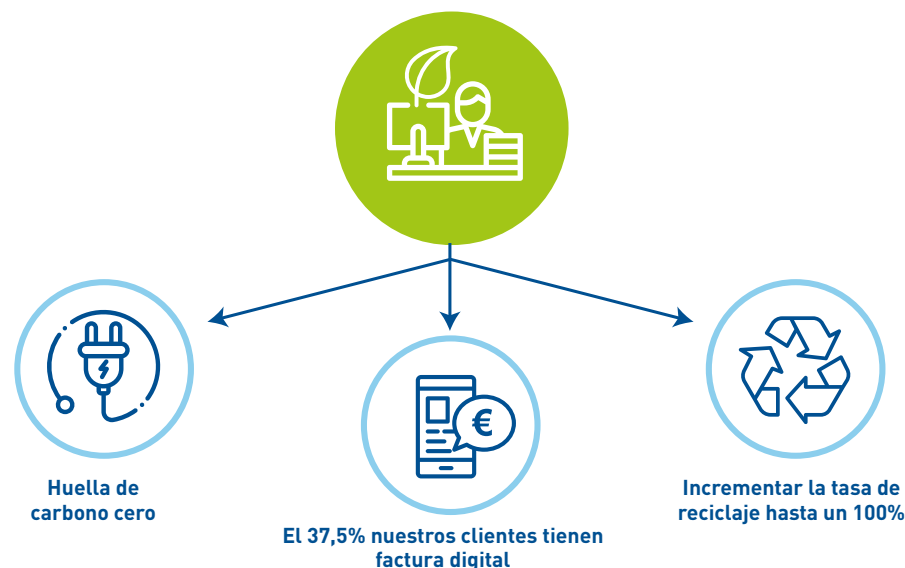 €
Huella de
carbono cero
El 37,5% nuestros clientes tienen
factura digital
Incrementar la tasa de
reciclaje hasta un 100%